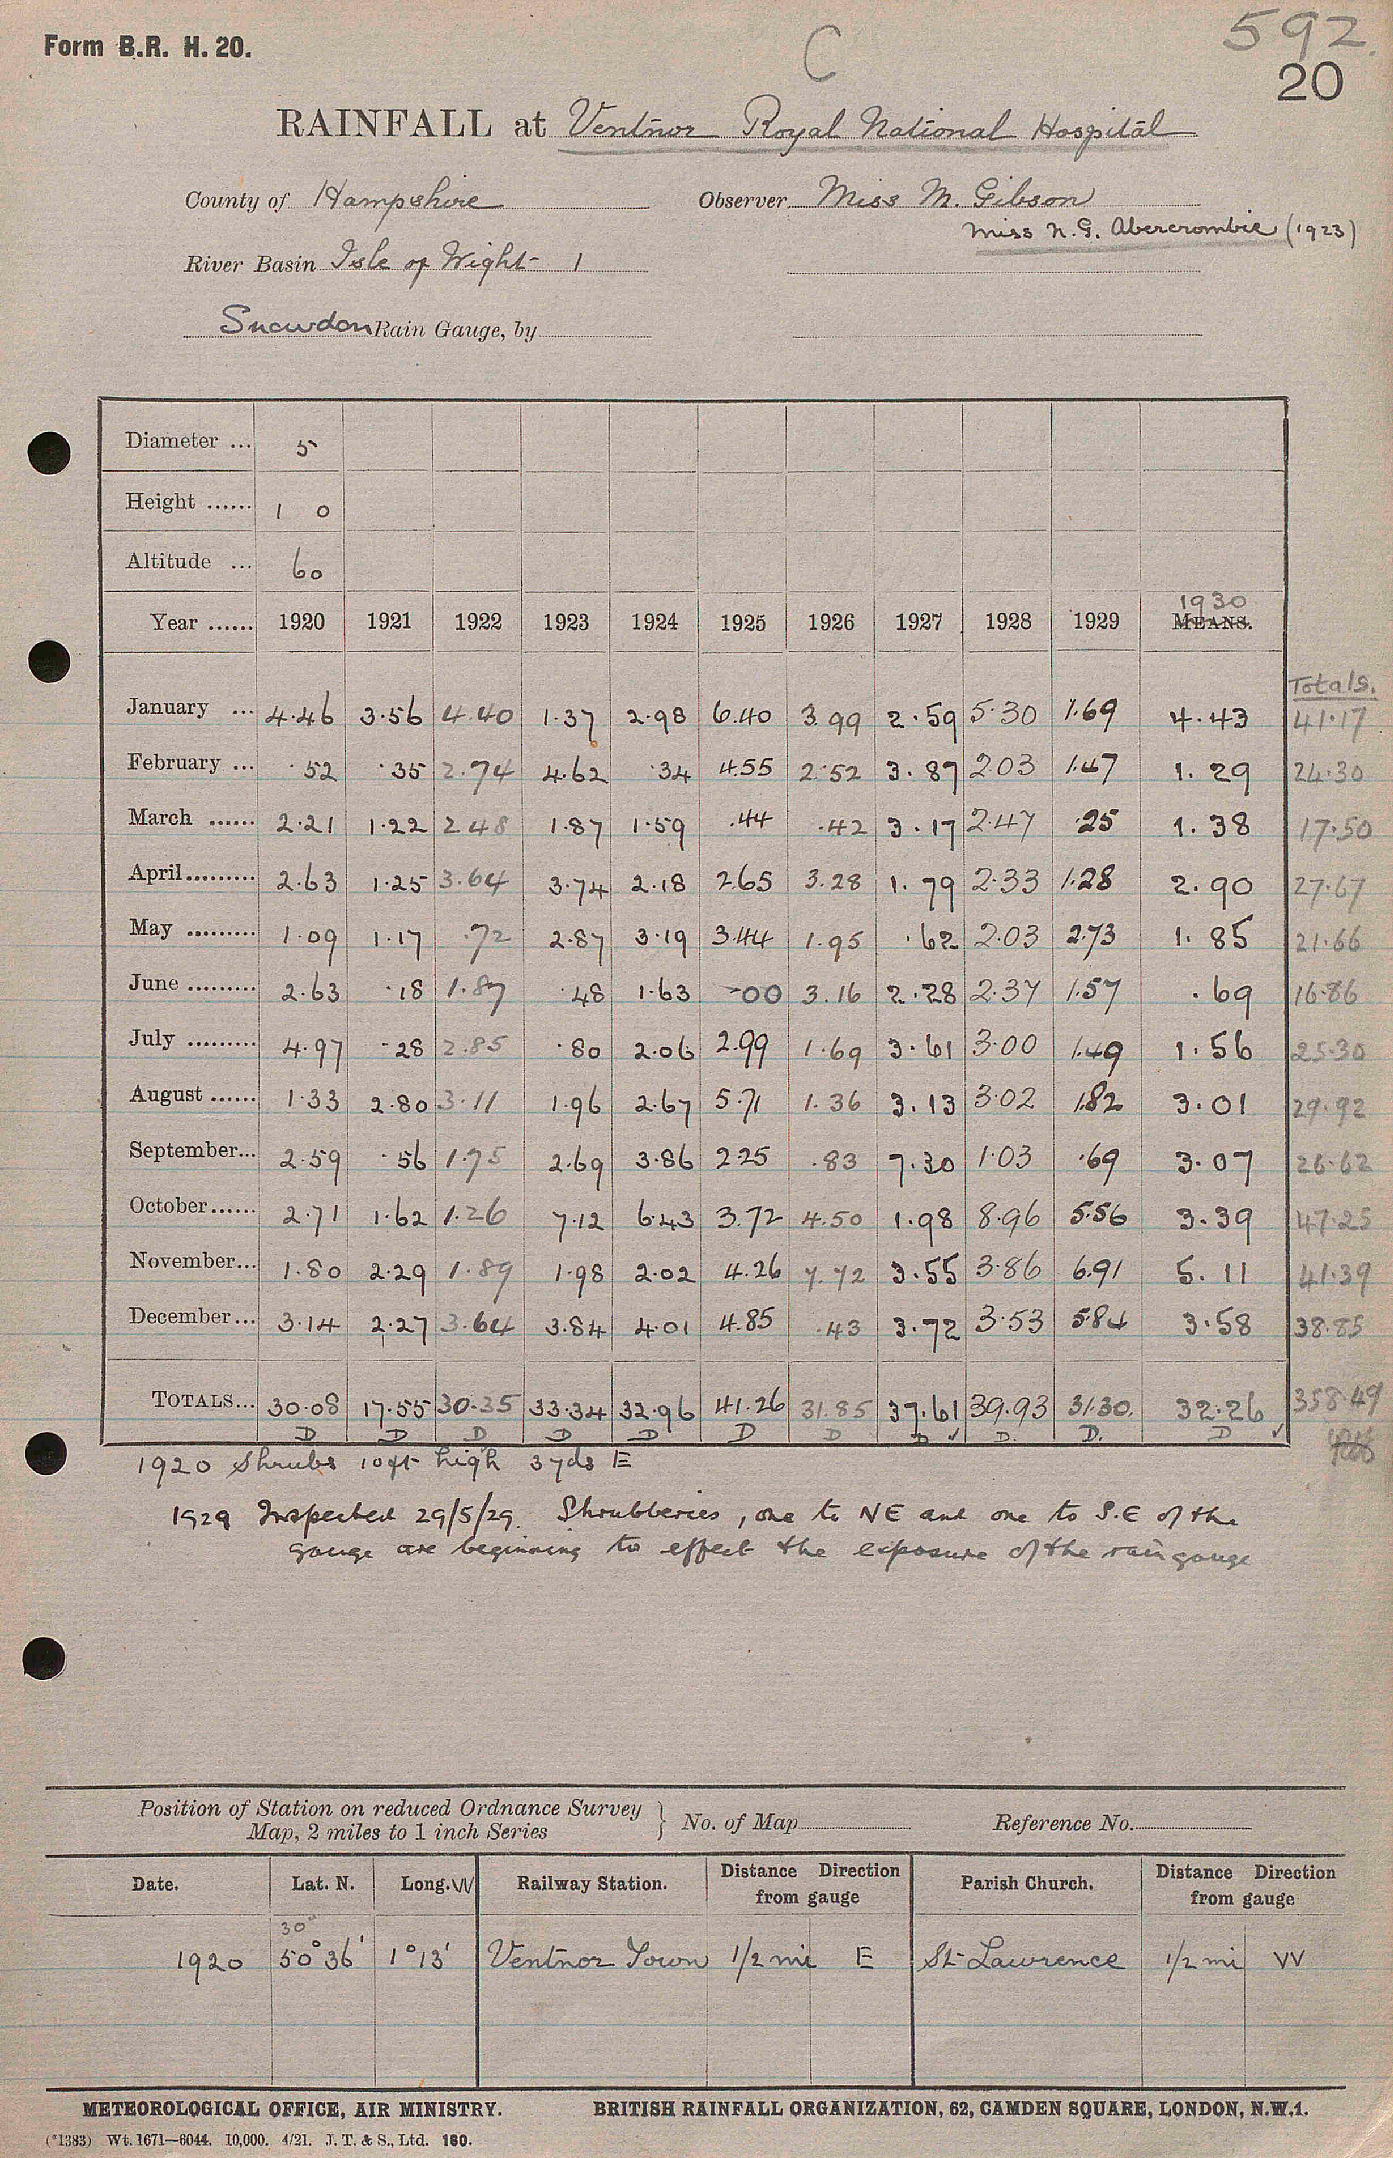 Form B.R. H. 20.
C
592.
20
RAINFALL at Ventnor Royal National Hospital
County of Hampshire Observer Miss M. Gibson
Miss N. G. Abercrombie (1923)
River Basin Isle of Wight 1
Snowdon Rain Gauge, by
Diameter ... 5
Height ...... 1 0
Altitude ... 60
1930
Year ...... 1920 1921 1922 1923 1924 1925 1926 1927 1928 1929 MEANS.
Totals.
January ... 4.46 3.56 4.40 1.37 2.98 6.40 3.99 2.59 5.30 1.69 4.43 41.17
February ... .52 .35 2.74 4.62 .34 4.55 2.52 3.87 2.03 1.47 1.29 24.30
March ...... 2.21 1.22 2.48 1.87 1.59 .44 .42 3.17 2.47 .25 1.38 17.50
April......... 2.63 1.25 3.64 3.74 2.18 2.65 3.28 1.79 2.33 1.28 2.90 27.67
May ......... 1.09 1.17 .72 2.87 3.19 3.44 1.95 .62 2.03 2.73 1.85 21.66
June ......... 2.63 .18 1.87 .48 1.63 .00 3.16 2.28 2.37 1.57 .69 16.86
July ......... 4.97 .28 2.85 .80 2.06 2.99 1.69 3.61 3.00 1.49 1.56 25.30
August ...... 1.33 2.80 3.11 1.96 2.67 5.71 1.36 3.13 3.02 1.82 3.01 29.92
September... 2.59 .56 1.75 2.69 3.86 2.25 .83 7.30 1.03 .69 3.07 26.62
October...... 2.71 1.62 1.26 7.12 6.43 3.72 4.50 1.98 8.96 5.56 3.39 47.25
November... 1.80 2.29 1.89 1.98 2.02 4.26 7.72 3.55 3.86 6.91 5.11 41.39
December... 3.14 2.27 3.64 3.84 4.01 4.85 .43 3.72 3.53 5.84 3.58 38.85
TOTALS... 30.08 17.55 30.35 33.34 32.96 41.26 31.85 37.61 39.93 31.30. 32.26 358.49
D D D D D D D D ✓ D. D. D ✓
1920 Shrubs 10ft high 3yds E
1929 Inspected 29/5/29. Shrubberies, one to NE and one to S.E of the
gauge are beginning to effect the exposure of the rain gauge
Position of Station on reduced Ordnance Survey
Map, 2 miles to 1 inch Series } No. of Map Reference No.
Date. Lat. N. Long. W Railway Station. Distance Direction from gauge Parish Church. Distance Direction from gauge
30"
1920 50°36' 1°13' Ventnor Town 1/2 mi E St Lawrence 1/2 mi W
METEOROLOGICAL OFFICE, AIR MINISTRY. BRITISH RAINFALL ORGANIZATION, 62, CAMDEN SQUARE, LONDON, N.W.1.
(*1383) Wt. 1671—6044. 10,000. 4/21. J. T. & S., Ltd. 160.